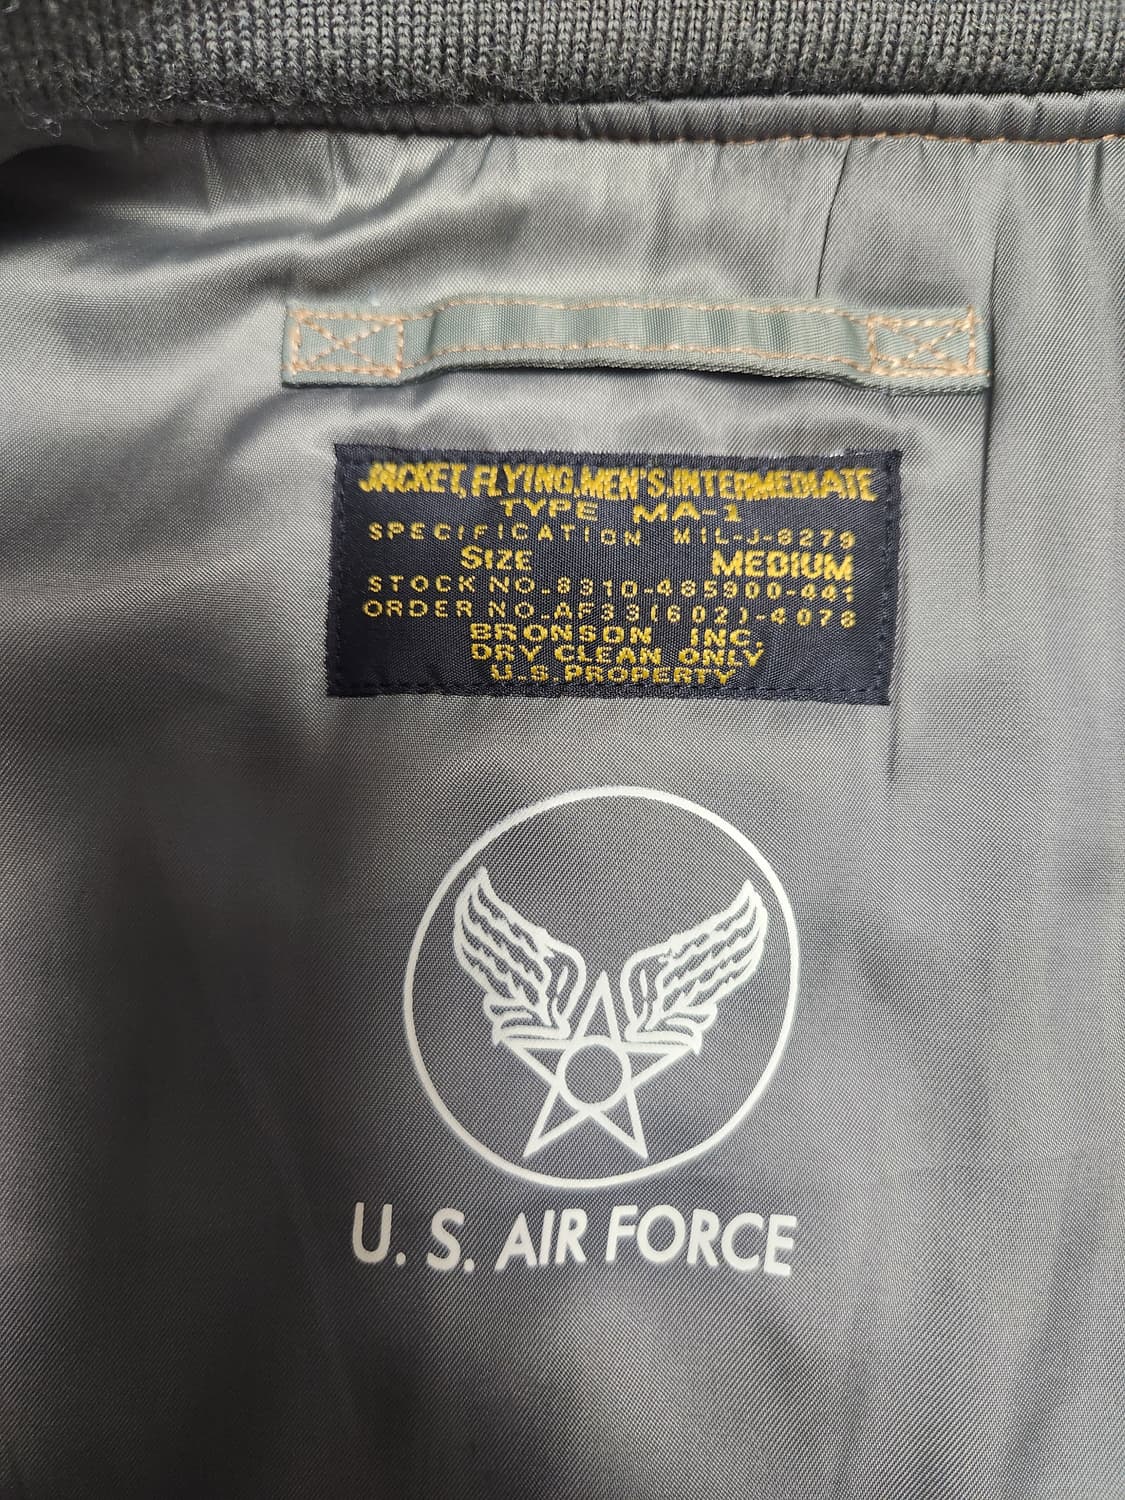 JACKET, FLYING, MEN'S, INTERMEDIATE
TYPE MA-1
SPECIFICATION MIL-J-8279
SIZE MEDIUM
STOCK NO. 8310-485900-441
ORDER NO. AF33(602)-4078
BRONSON INC.
DRY CLEAN ONLY
U.S. PROPERTY
U. S. AIR FORCE